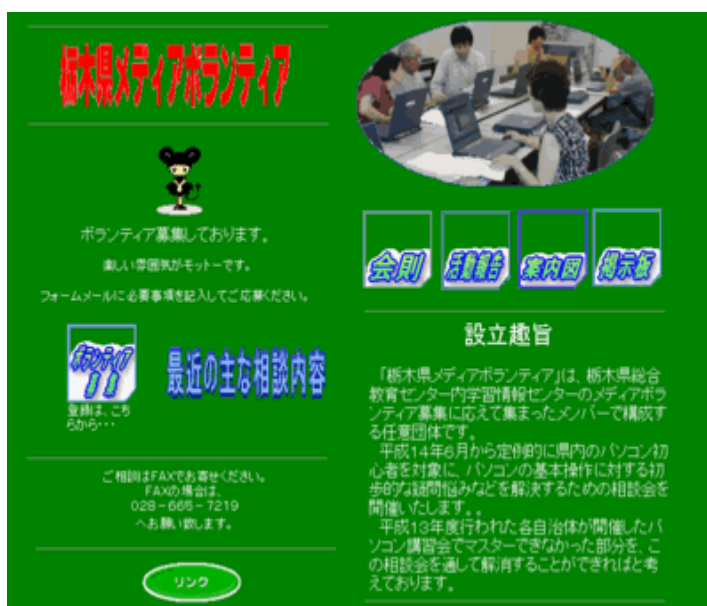 栃木県メディアボランティア
ボランティア募集しております。
楽しい雰囲気がモットーです。
フォームメールに必要事項を記入してご応募ください。
ボランティア
募集
登録は、こち
らから・・・
最近の主な相談内容
ご相談はFAXでお寄せください。
FAXの場合は、
028-665-7219
へお願い致します。
リンク
会則
活動報告
案内図
掲示板
設立趣旨
「栃木県メディアボランティア」は、栃木県総合
教育センター内学習情報センターのメディアボラ
ンティア募集に応えて集まったメンバーで構成す
る任意団体です。
平成14年6月から定例的に県内のパソコン初
心者を対象に、パソコンの基本操作に対する初
歩的な疑問悩みなどを解決するための相談会を
開催いたします。。
平成13年度行われた各自治体が開催したパ
ソコン講習会でマスターできなかった部分を、こ
の相談会を通して解消することができればと考
えております。